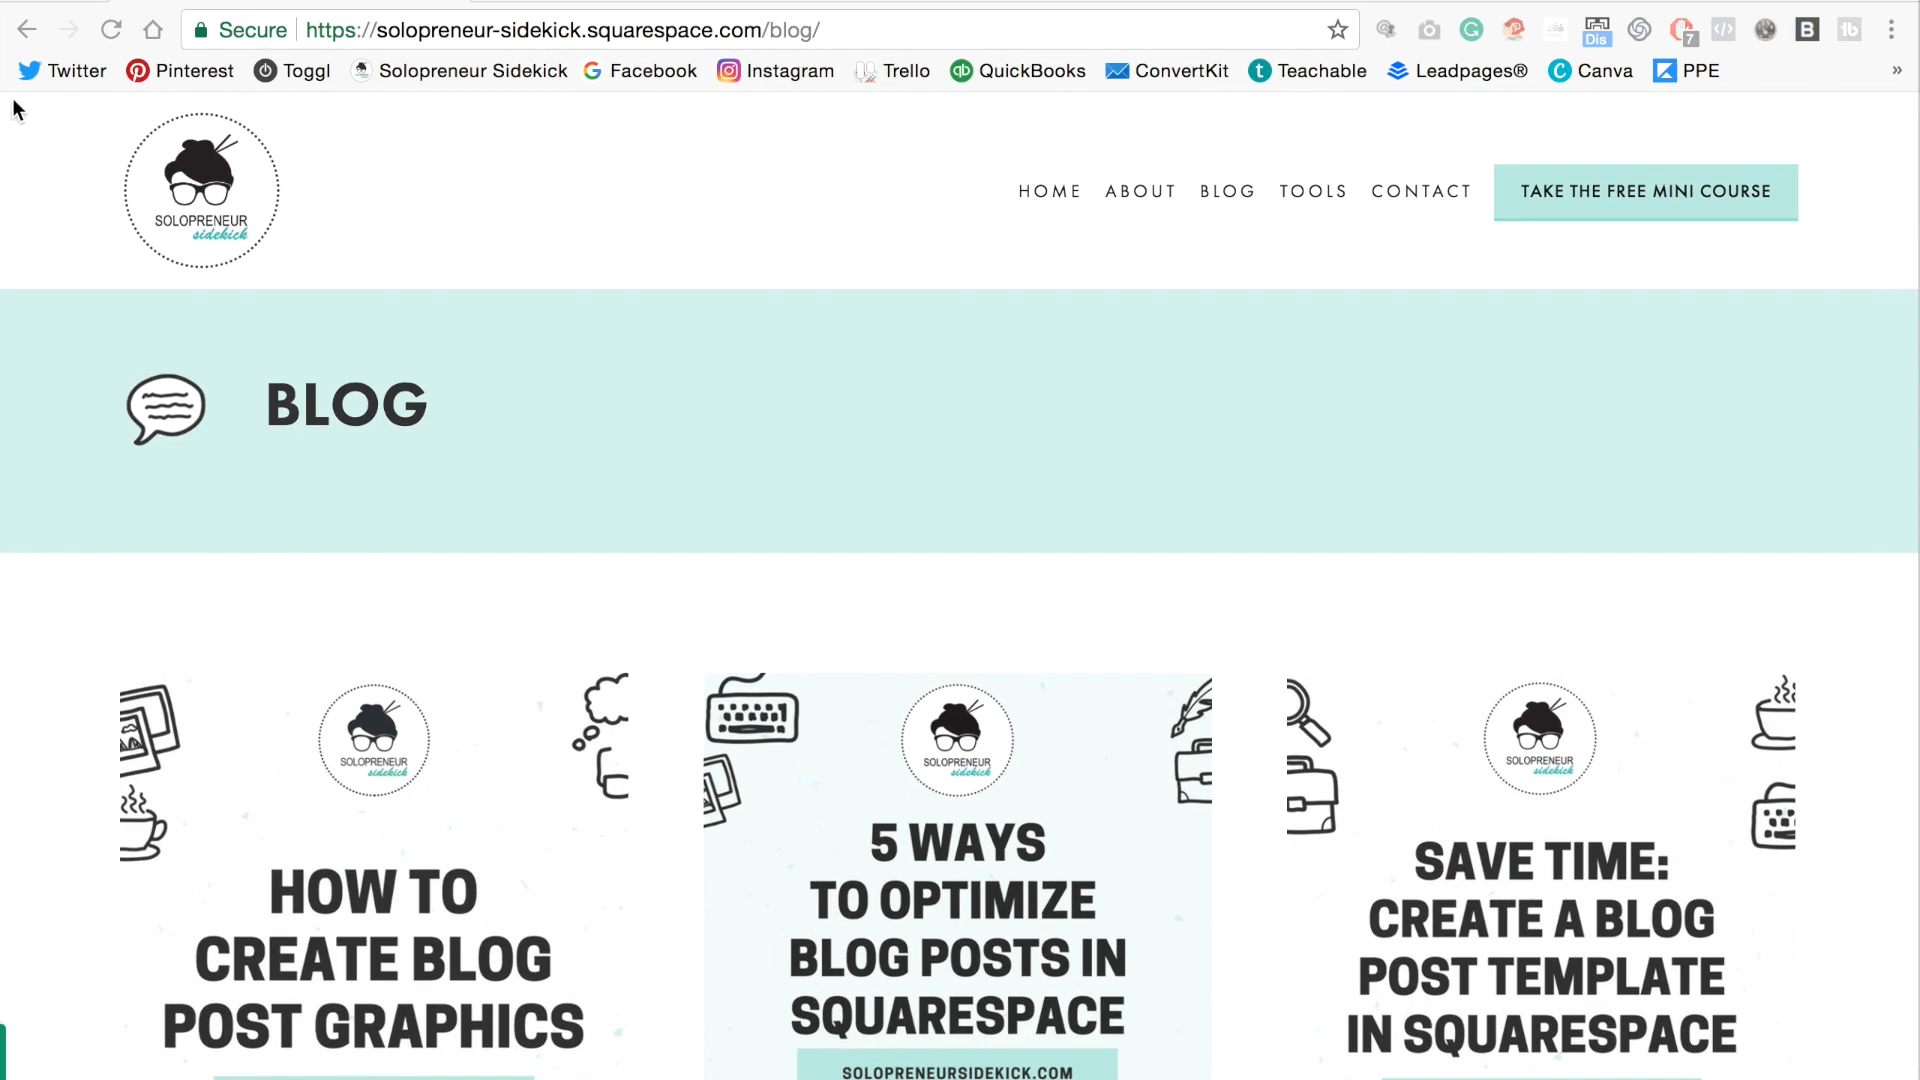 Secure https://solopreneur-sidekick.squarespace.com/blog/
Dis
7
B
Twitter Pinterest Toggl Solopreneur Sidekick Facebook Instagram Trello QuickBooks ConvertKit Teachable Leadpages® Canva PPE »
SOLOPRENEUR
sidekick
HOME ABOUT BLOG TOOLS CONTACT TAKE THE FREE MINI COURSE
BLOG
SOLOPRENEUR
sidekick
HOW TO
CREATE BLOG
POST GRAPHICS
SOLOPRENEUR
sidekick
5 WAYS
TO OPTIMIZE
BLOG POSTS IN
SQUARESPACE
SOLOPRENEURSIDEKICK.COM
SOLOPRENEUR
sidekick
SAVE TIME:
CREATE A BLOG
POST TEMPLATE
IN SQUARESPACE